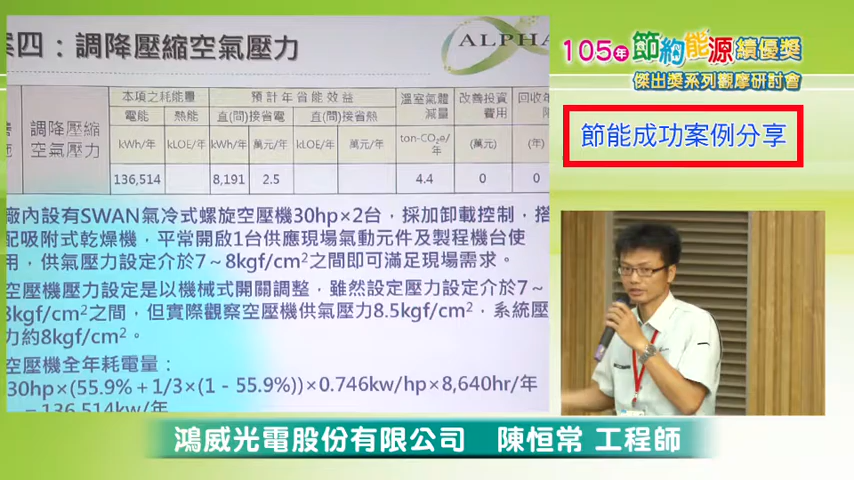 案四：調降壓縮空氣壓力
ALPHA
105年節約能源績優獎
傑出獎系列觀摩研討會
節能成功案例分享
本項之耗能量 預計年省能效益 溫室氣體減量 改善投資費用 回收年
電能 熱能 直(間)接省電 直(間)接省熱
調降壓縮空氣壓力
kWh/年 kLOE/年 kWh/年 萬元/年 kLOE/年 萬元/年 ton-CO₂e/年 (萬元) (年)
136,514 8,191 2.5 4.4 0 0
廠內設有SWAN氣冷式螺旋空壓機30hp×2台，採加卸載控制，搭
配吸附式乾燥機，平常開啟1台供應現場氣動元件及製程機台使
用，供氣壓力設定介於7～8kgf/cm²之間即可滿足現場需求。
空壓機壓力設定是以機械式開關調整，雖然設定壓力設定介於7～
8kgf/cm²之間，但實際觀察空壓機供氣壓力8.5kgf/cm²，系統壓
力約8kgf/cm²。
空壓機全年耗電量：
30hp×(55.9%＋1/3×(1－55.9%))×0.746kw/hp×8,640hr/年
＝136,514kw/年
鴻威光電股份有限公司 陳恒常 工程師